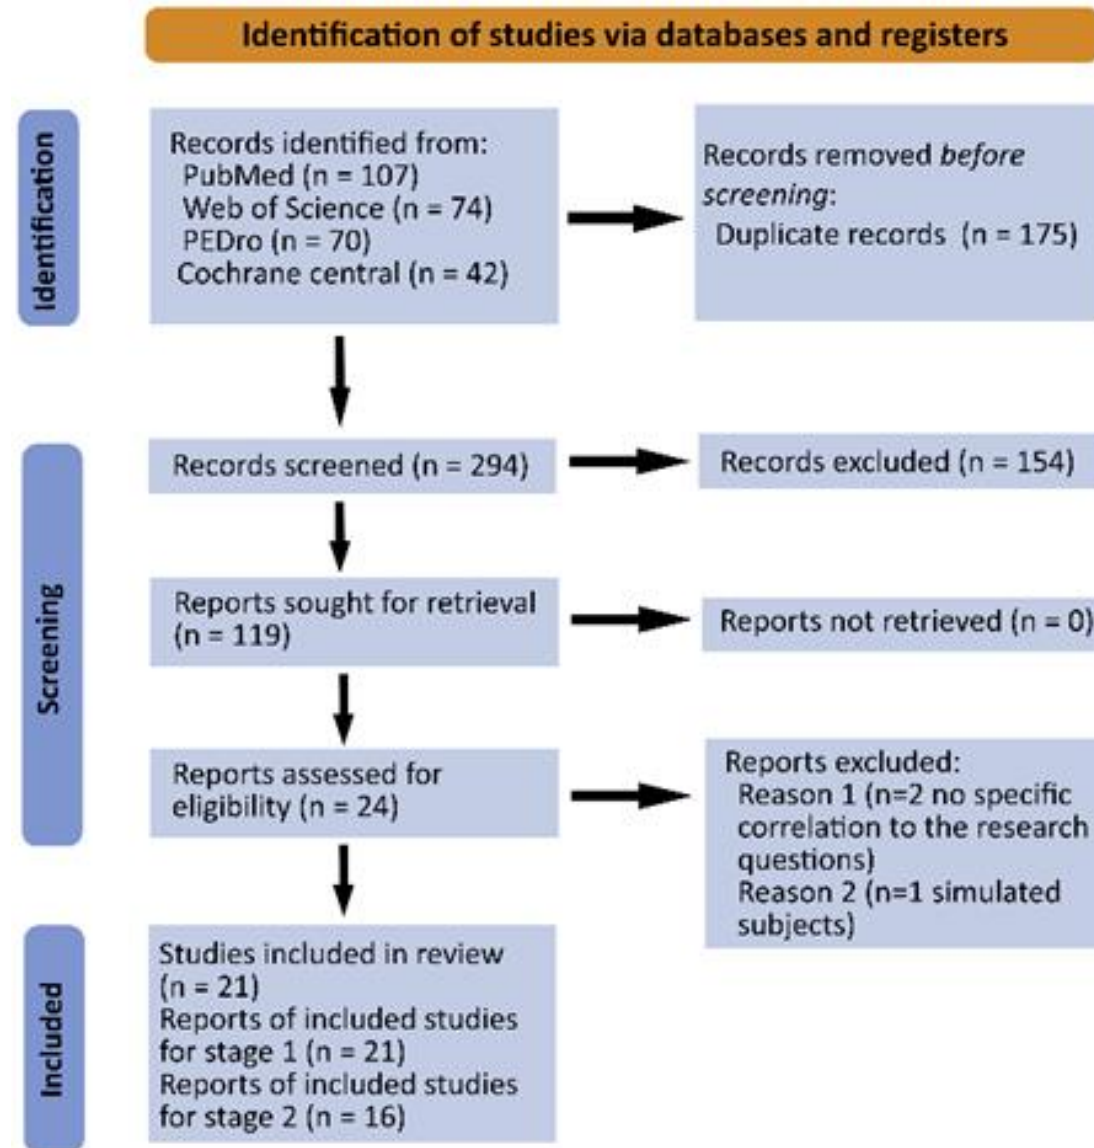 Identification of studies via databases and registers
Identification
Records identified from:
PubMed (n = 107)
Web of Science (n = 74)
PEDro (n = 70)
Cochrane central (n = 42)
Records removed before
screening:
Duplicate records (n = 175)
Screening
Records screened (n = 294)
Records excluded (n = 154)
Reports sought for retrieval
(n = 119)
Reports not retrieved (n = 0)
Reports assessed for
eligibility (n = 24)
Reports excluded:
Reason 1 (n=2 no specific
correlation to the research
questions)
Reason 2 (n=1 simulated
subjects)
Included
Studies included in review
(n = 21)
Reports of included studies
for stage 1 (n = 21)
Reports of included studies
for stage 2 (n = 16)